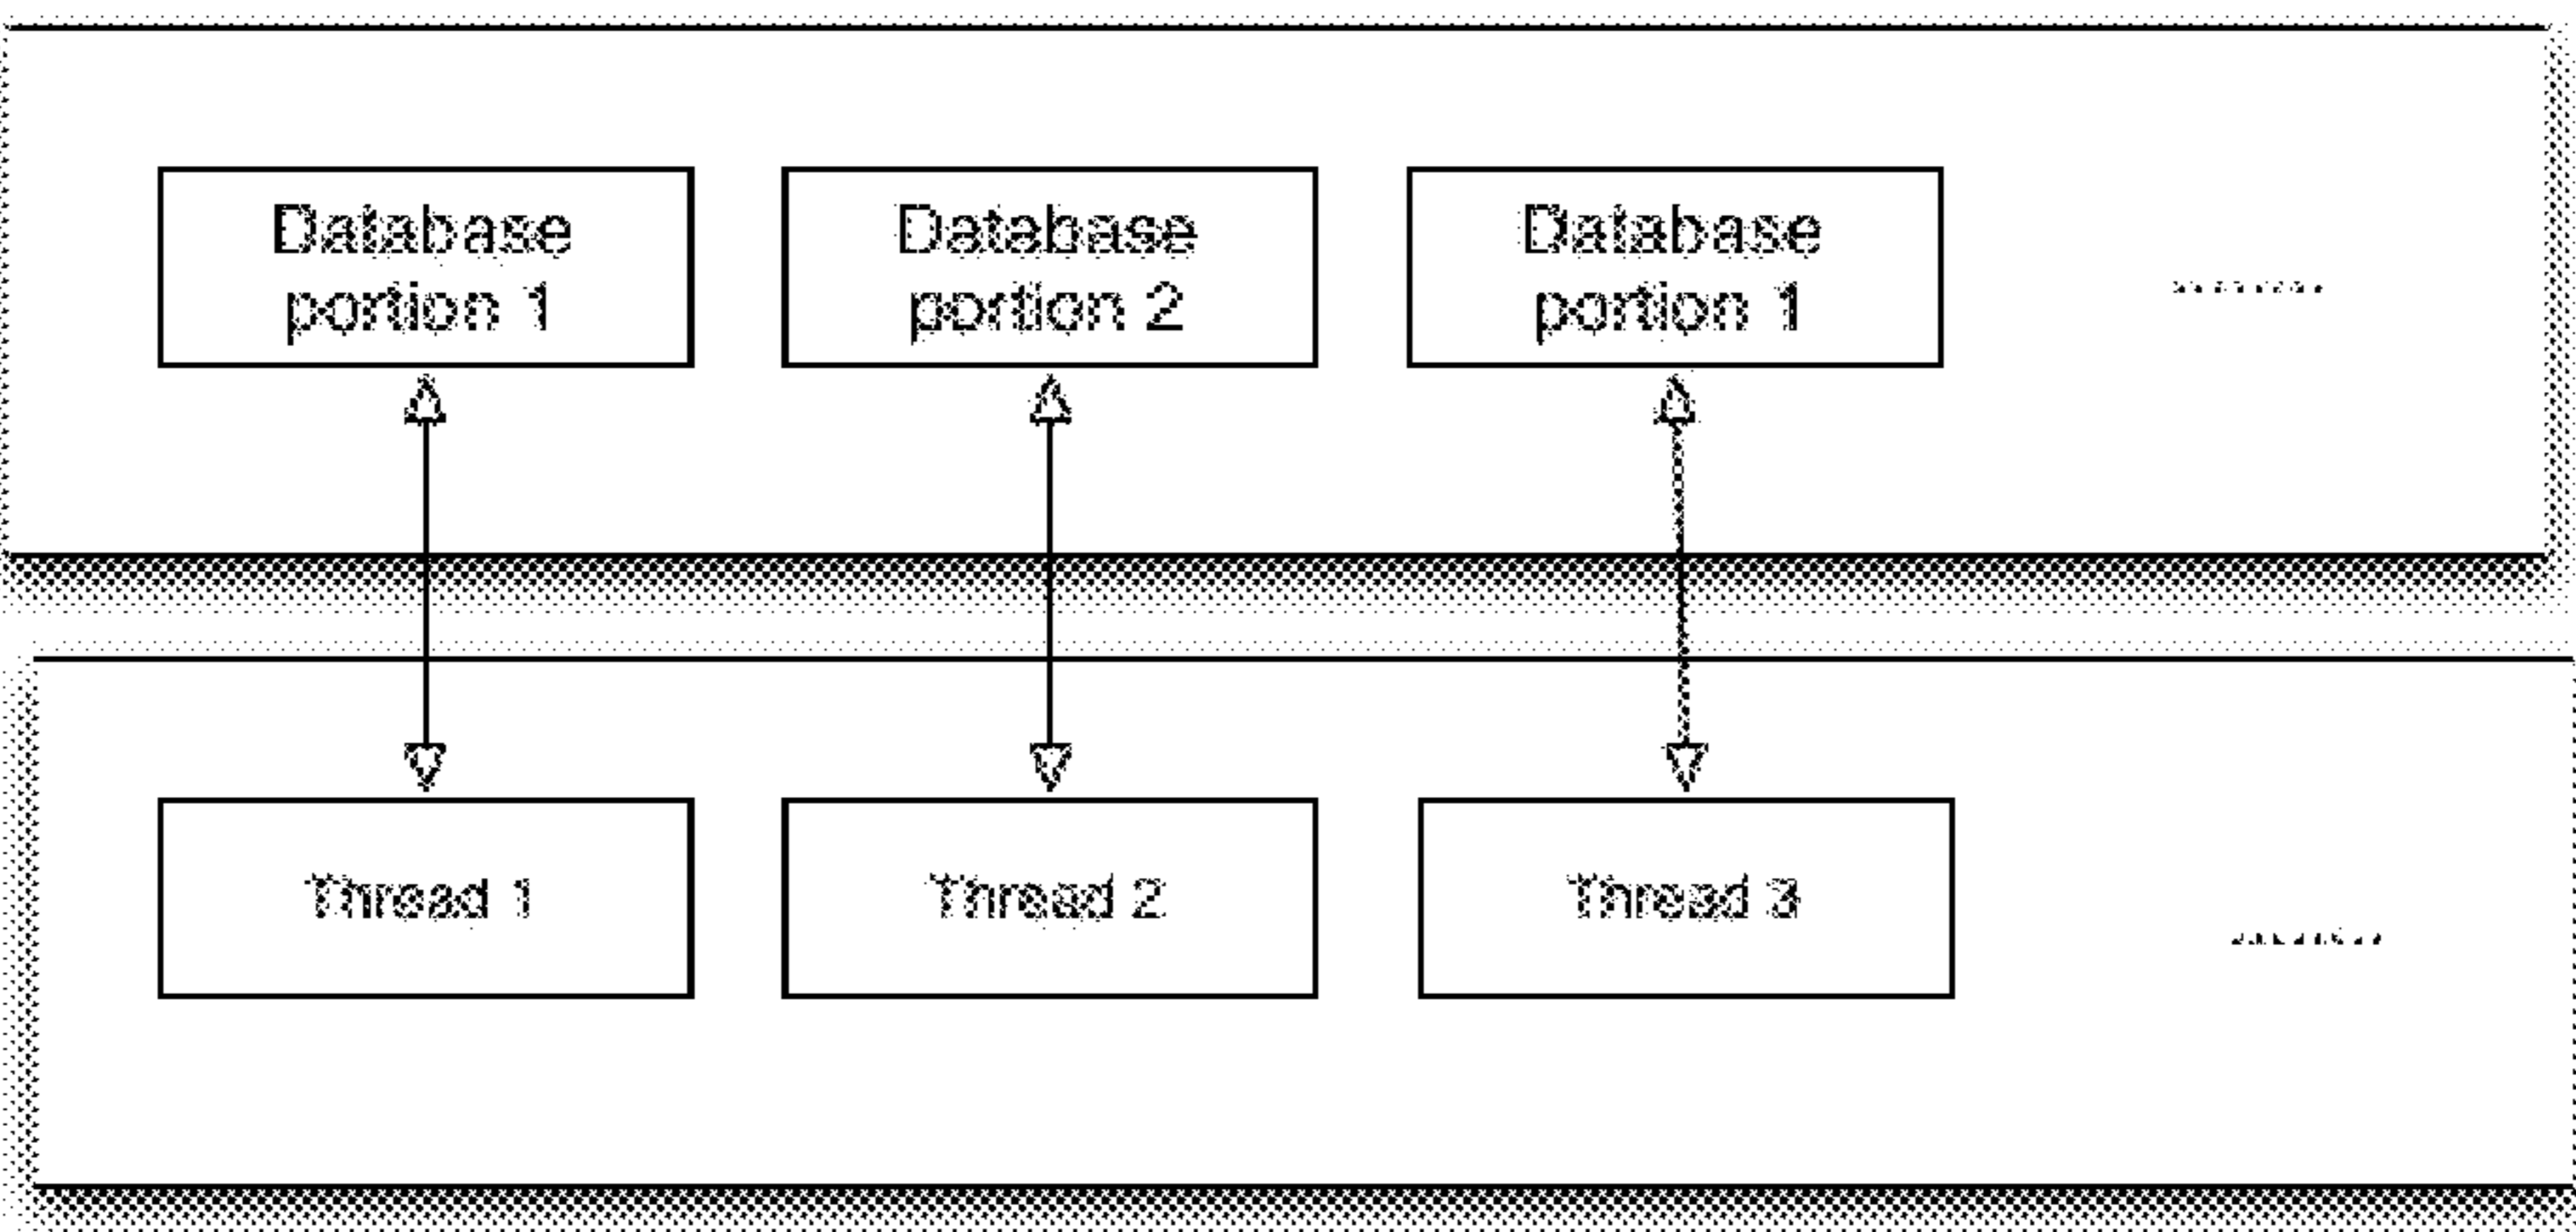 Database
portion 1
Database
portion 2
Database
portion 1
Thread 1
Thread 2
Thread 3